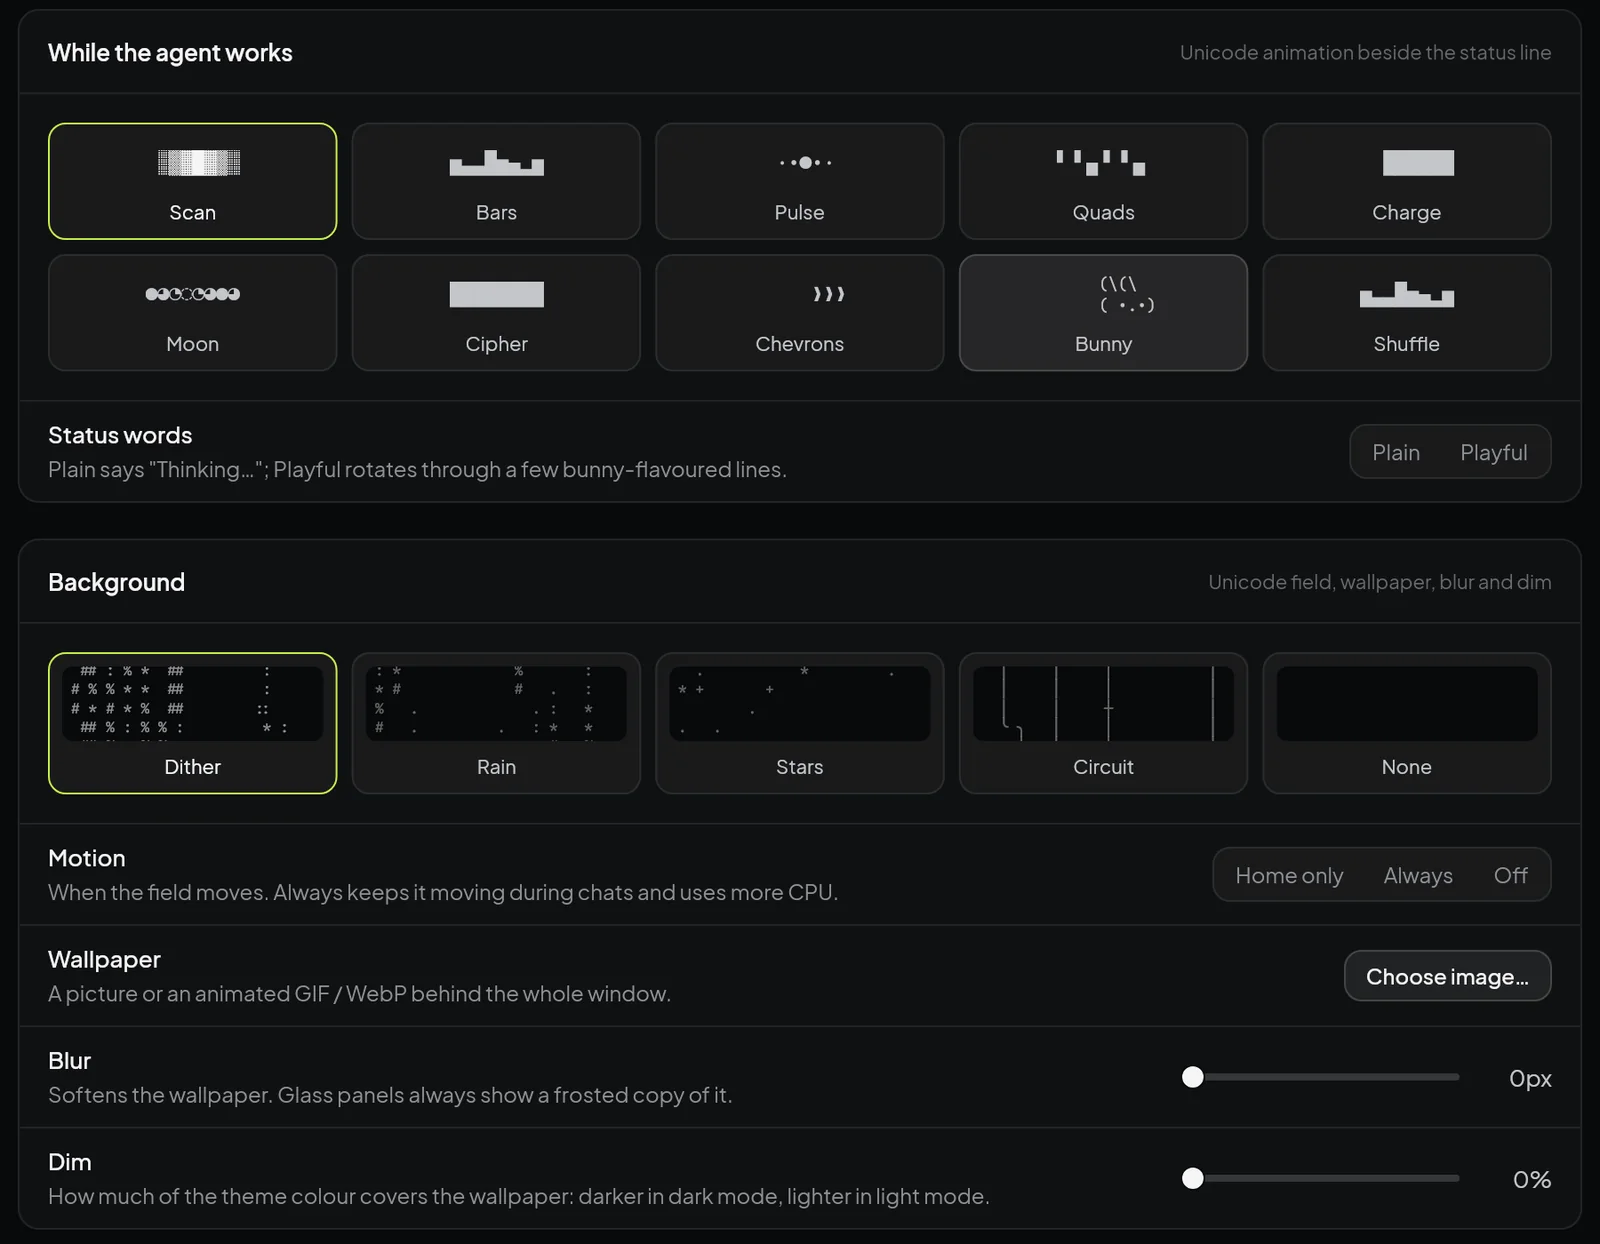 While the agent works
Unicode animation beside the status line
Scan
Bars
Pulse
Quads
Charge
(\(\
( •.•)
Moon
Cipher
Chevrons
Bunny
Shuffle
Status words
Plain says "Thinking…"; Playful rotates through a few bunny-flavoured lines.
Plain
Playful
Background
Unicode field, wallpaper, blur and dim
Dither
Rain
Stars
Circuit
None
Motion
When the field moves. Always keeps it moving during chats and uses more CPU.
Home only
Always
Off
Wallpaper
A picture or an animated GIF / WebP behind the whole window.
Choose image…
Blur
Softens the wallpaper. Glass panels always show a frosted copy of it.
0px
Dim
How much of the theme colour covers the wallpaper: darker in dark mode, lighter in light mode.
0%